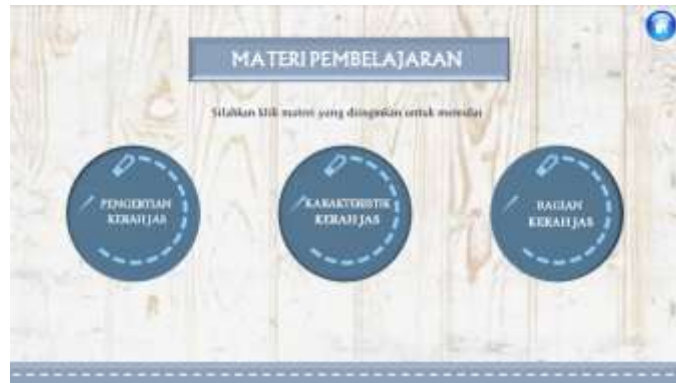 MATERI PEMBELAJARAN
Silahkan klik materi yang diinginkan untuk memulai
PENGERTIAN
KERAH JAS
KARAKTERISTIK
KERAH JAS
BAGIAN
KERAH JAS